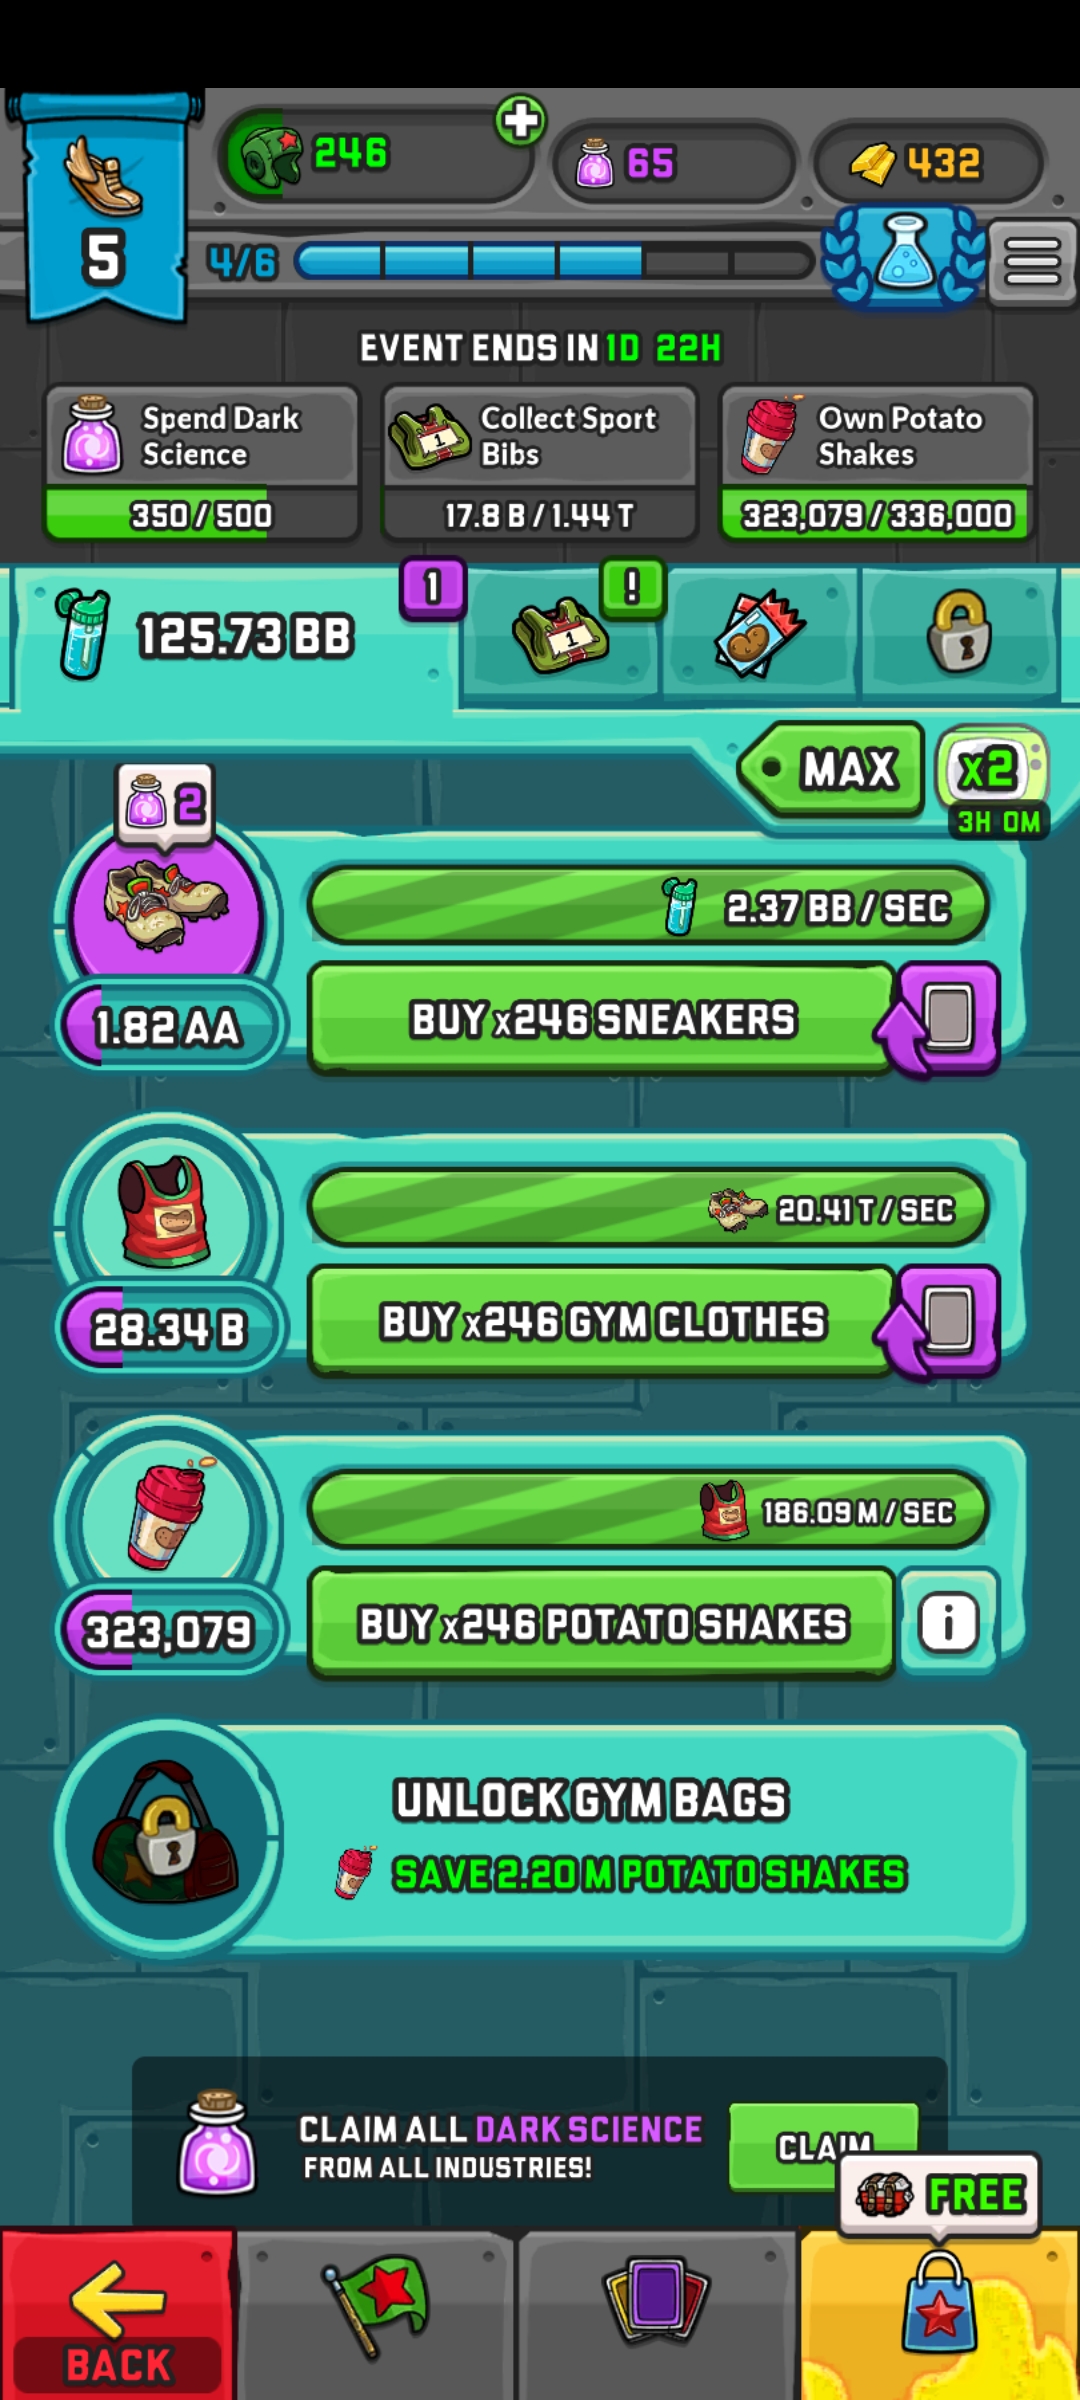 246
65
432
5
4/6
EVENT ENDS IN 1D 22H
Spend Dark
Science
350/500
Collect Sport
Bibs
17.8 B/1.44 T
Own Potato
Shakes
323,079/336,000
125.73 BB
1
1
!
MAX
x2
3H 0M
2
2.37 BB/SEC
1.82 AA
BUY x246 SNEAKERS
20.41 T/SEC
28.34 B
BUY x246 GYM CLOTHES
186.09 M/SEC
323,079
BUY x246 POTATO SHAKES
i
UNLOCK GYM BAGS
SAVE 2.20 M POTATO SHAKES
CLAIM ALL DARK SCIENCE
FROM ALL INDUSTRIES!
CLAIM
FREE
BACK